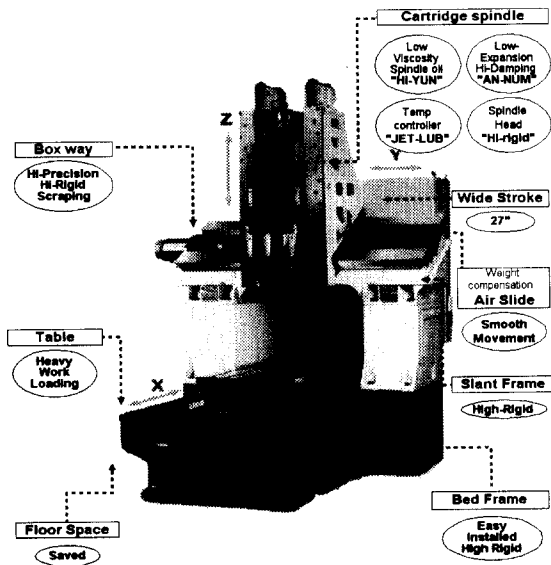 Cartridge spindle
Low
Viscosity
Spindle oil
"HI-YUN"
Low-
Expansion
Hi-Damping
"AN-NUM"
Temp
controller
"JET-LUB"
Spindle
Head
"Hi-rigid"
Z
Y
Box way
Hi-Precision
Hi-Rigid
Scraping
Wide Stroke
27"
Weight
compensation
Air Slide
Smooth
Movement
Table
Heavy
Work
Loading
X
Slant Frame
High-Rigid
Floor Space
Saved
Bed Frame
Easy
Installed
High Rigid